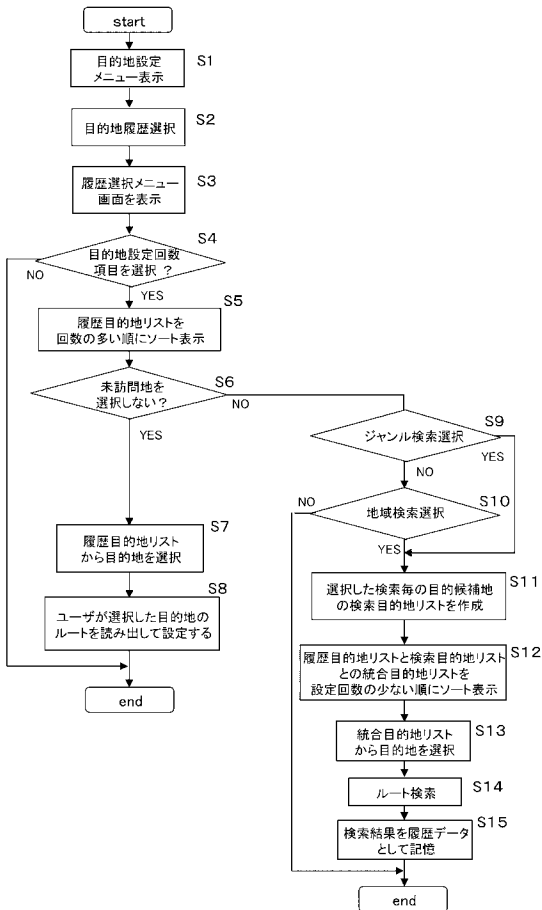 start
目的地設定
メニュー表示
S1
目的地履歴選択
S2
履歴選択メニュー
画面を表示
S3
目的地設定回数
項目を選択 ？
S4
NO
YES
履歴目的地リストを
回数の多い順にソート表示
S5
未訪問地を
選択しない？
S6
NO
YES
ジャンル検索選択
S9
YES
NO
地域検索選択
S10
NO
YES
履歴目的地リスト
から目的地を選択
S7
ユーザが選択した目的地の
ルートを読み出して設定する
S8
end
選択した検索毎の目的候補地
の検索目的地リストを作成
S11
履歴目的地リストと検索目的地リスト
との統合目的地リストを
設定回数の少ない順にソート表示
S12
統合目的地リスト
から目的地を選択
S13
ルート検索
S14
検索結果を履歴データ
として記憶
S15
end